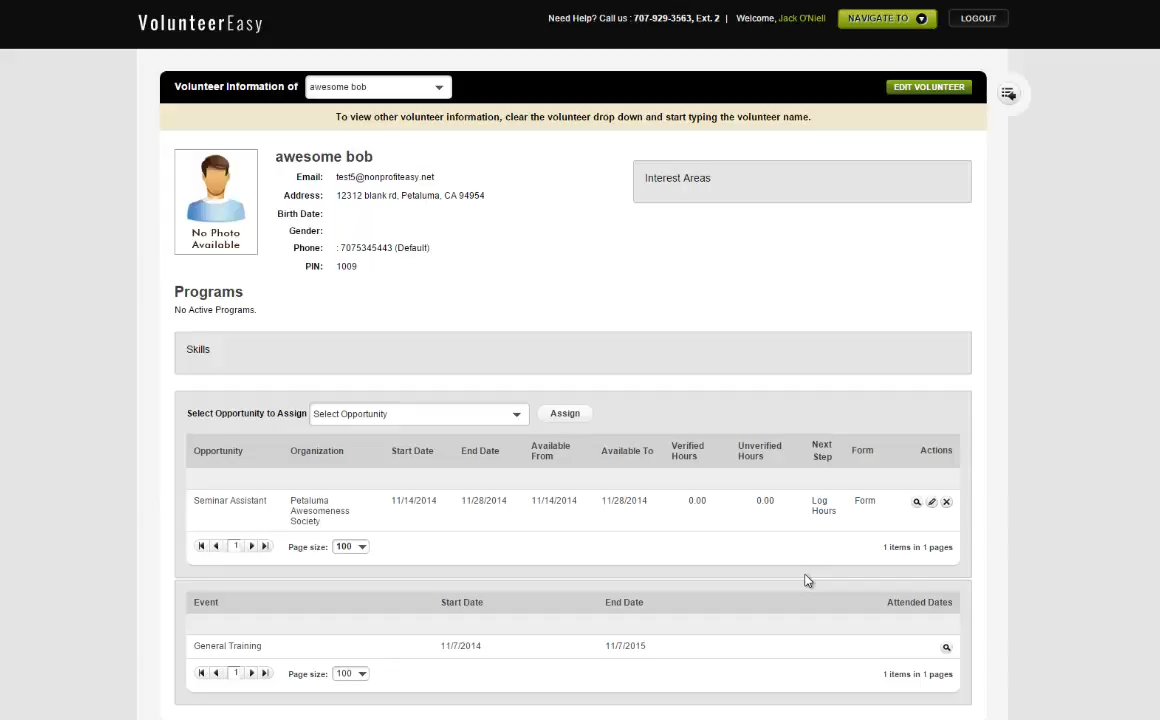 VolunteerEasy
Need Help? Call us : 707-929-3563, Ext. 2 | Welcome, Jack O'Niell
NAVIGATE TO
LOGOUT
Volunteer Information of
awesome bob
EDIT VOLUNTEER
To view other volunteer information, clear the volunteer drop down and start typing the volunteer name.
No Photo
Available
awesome bob
Email: test5@nonprofiteasy.net
Address: 12312 blank rd, Petaluma, CA 94954
Birth Date:
Gender:
Phone: : 7075345443 (Default)
PIN: 1009
Interest Areas
Programs
No Active Programs.
Skills
Select Opportunity to Assign
Select Opportunity
Assign
Opportunity Organization Start Date End Date Available From Available To Verified Hours Unverified Hours Next Step Form Actions
Seminar Assistant Petaluma Awesomeness Society 11/14/2014 11/28/2014 11/14/2014 11/28/2014 0.00 0.00 Log Hours Form
1 Page size: 100 1 items in 1 pages
Event Start Date End Date Attended Dates
General Training 11/7/2014 11/7/2015
1 Page size: 100 1 items in 1 pages